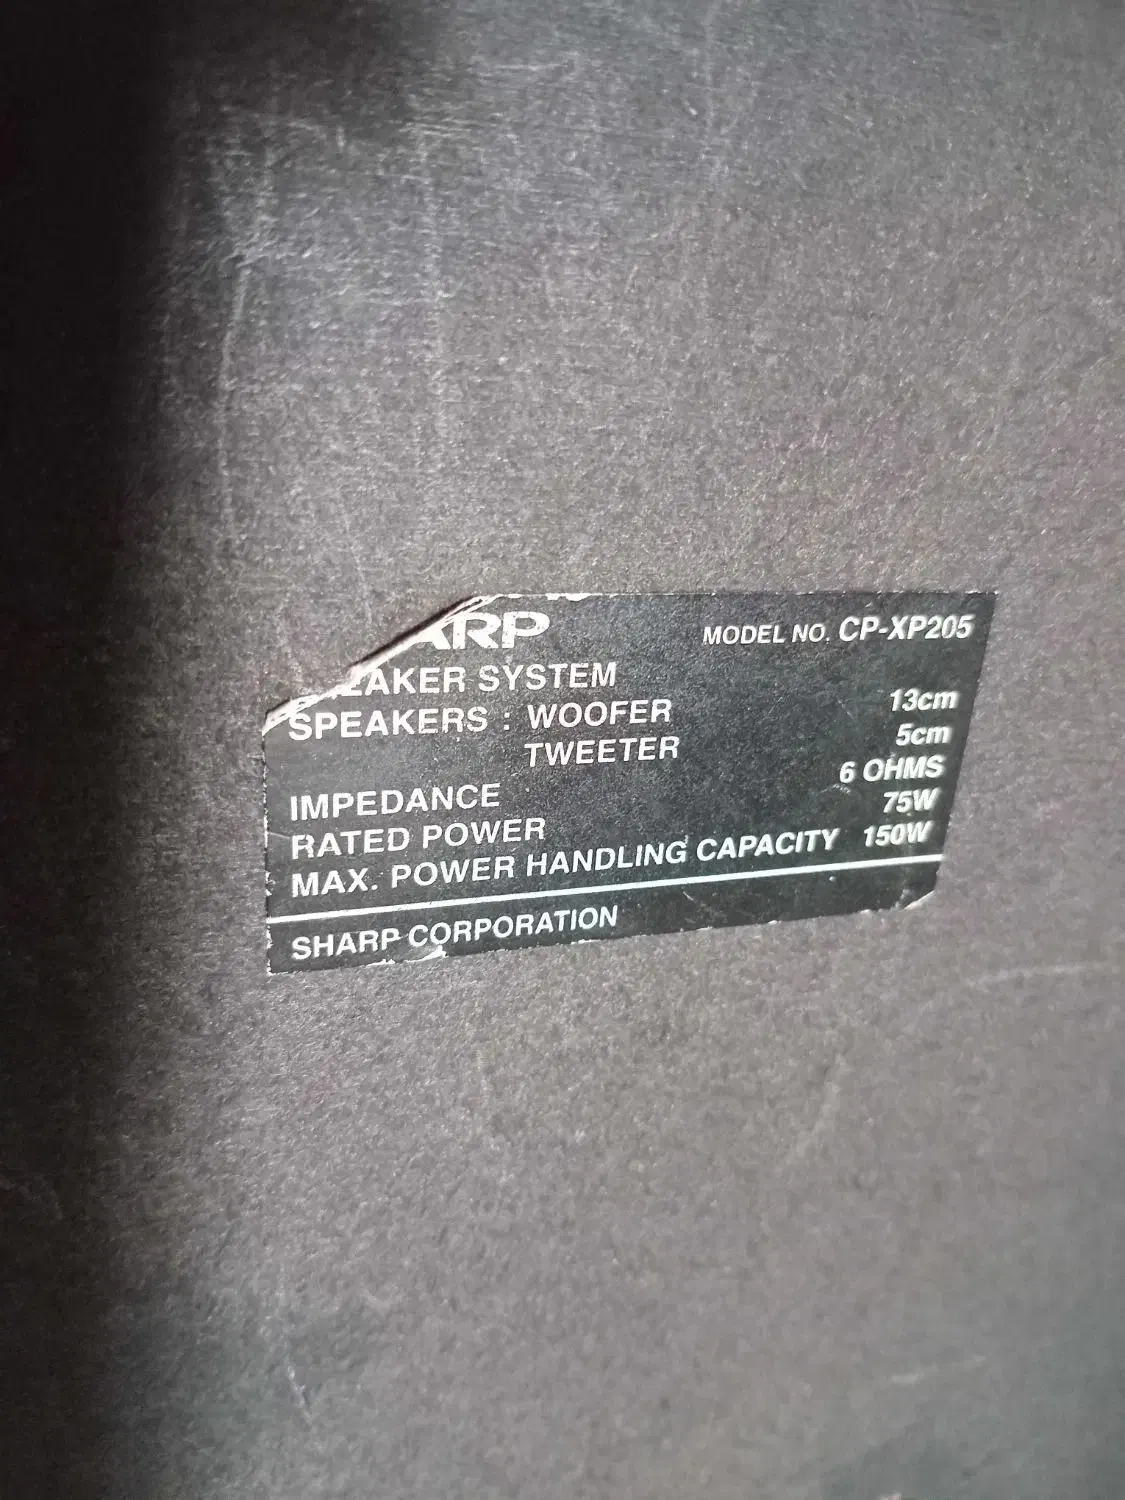 ARP MODEL NO. CP-XP205
EAKER SYSTEM
SPEAKERS : WOOFER 13cm
TWEETER 5cm
IMPEDANCE 6 OHMS
RATED POWER 75W
MAX. POWER HANDLING CAPACITY 150W
SHARP CORPORATION